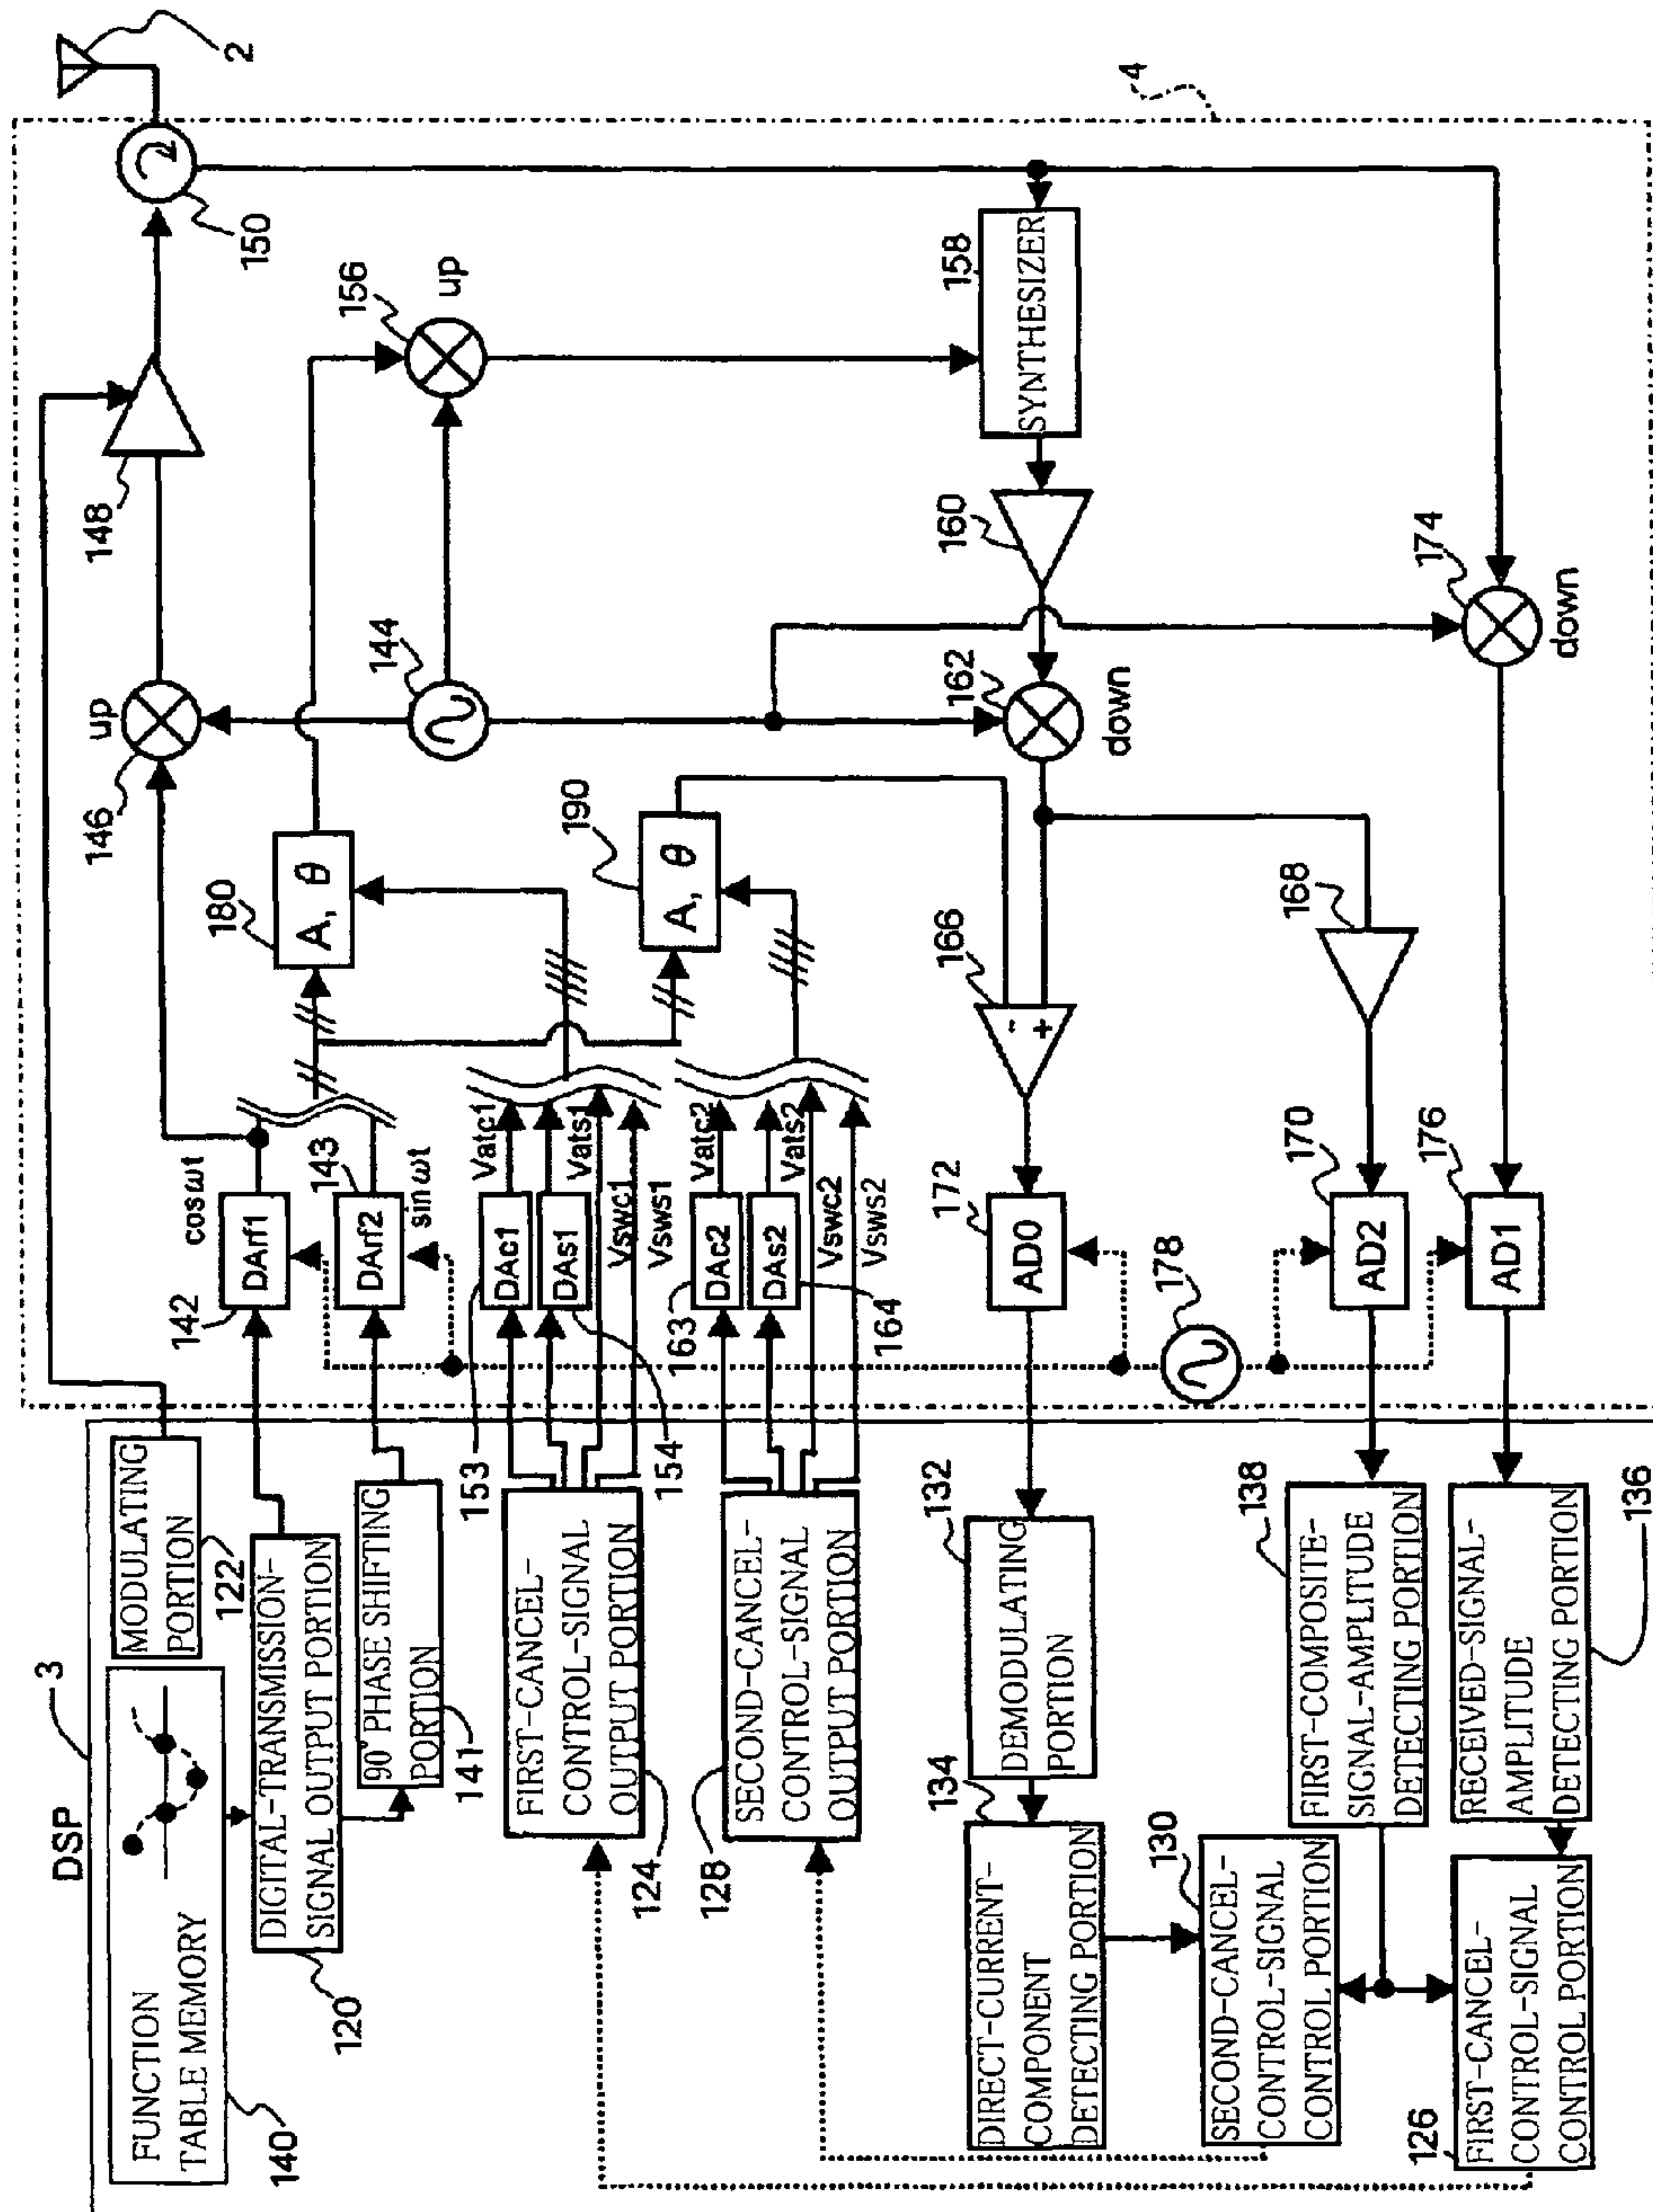 DSP
3
FUNCTION
TABLE MEMORY
140
MODULATING
PORTION
122
DIGITAL-TRANSMISSION-
SIGNAL OUTPUT PORTION
120
90° PHASE SHIFTING
PORTION
141
FIRST-CANCEL-
CONTROL-SIGNAL
OUTPUT PORTION
124
SECOND-CANCEL-
CONTROL-SIGNAL
OUTPUT PORTION
128
DEMODULATING
PORTION
132
DIRECT-CURRENT-
COMPONENT
DETECTING PORTION
134
SECOND-CANCEL-
CONTROL-SIGNAL
CONTROL PORTION
130
FIRST-COMPOSITE-
SIGNAL-AMPLITUDE
DETECTING PORTION
138
RECEIVED-SIGNAL-
AMPLITUDE
DETECTING PORTION
136
FIRST-CANCEL-
CONTROL-SIGNAL
CONTROL PORTION
126
DArf1
142
cosωt
DArf2
143
sinωt
DAc1
153
Vatc1
DAs1
154
Vats1
Vswc1
Vsws1
DAc2
163
Vatc2
DAs2
164
Vats2
Vswc2
Vsws2
AD0
172
178
AD2
170
AD1
176
A, θ
180
A, θ
190
166
-
+
168
up
146
148
150
2
4
144
156
up
SYNTHESIZER
158
160
162
down
174
down